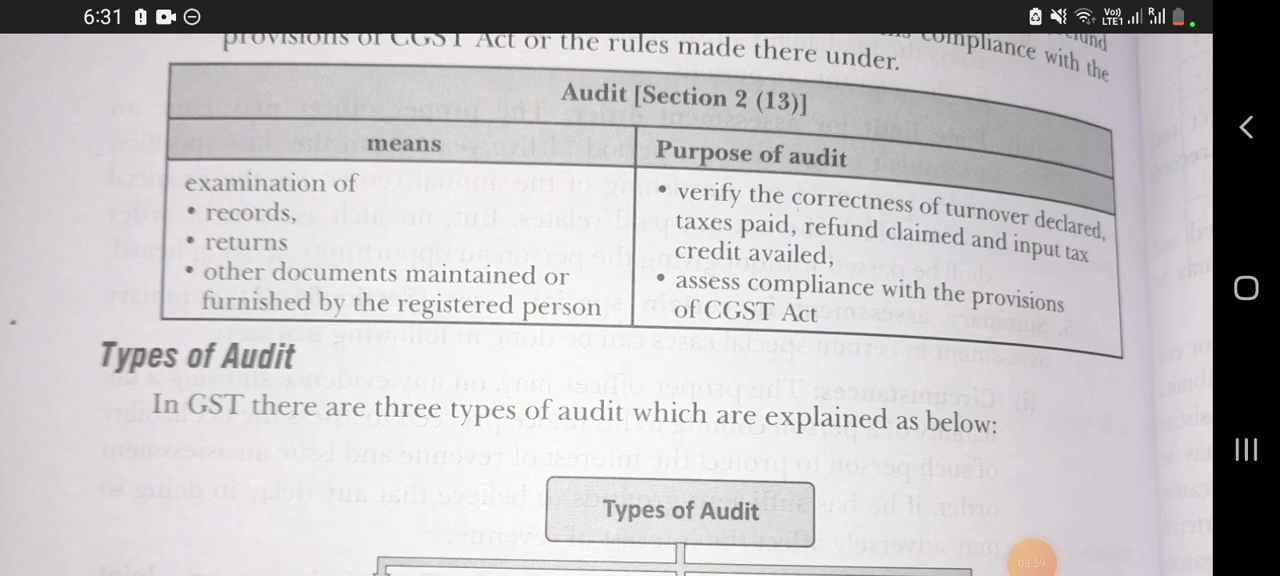 6:31
Vo)
LTE1
provisions of CGST Act or the rules made there under.
compliance with the
Audit [Section 2 (13)]
means
Purpose of audit
examination of
• records,
• returns
• other documents maintained or
furnished by the registered person
• verify the correctness of turnover declared,
taxes paid, refund claimed and input tax
credit availed,
• assess compliance with the provisions
of CGST Act
Types of Audit
In GST there are three types of audit which are explained as below:
Types of Audit
03:59